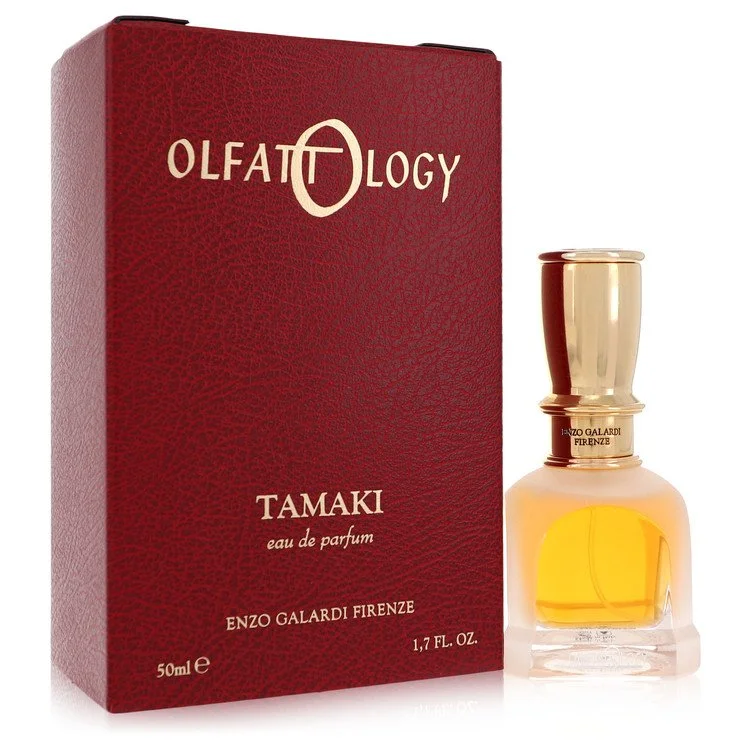 OLFATTOLOGY
TAMAKI
eau de parfum
ENZO GALARDI FIRENZE
50ml ℮
1,7 FL. OZ.
ENZO GALARDI
FIRENZE